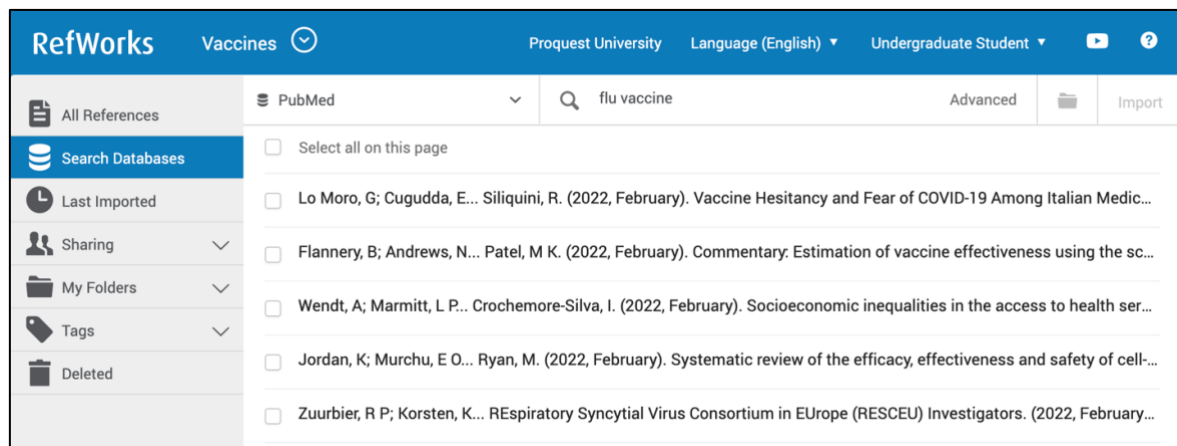 RefWorks
Vaccines
Proquest University
Language (English)
Undergraduate Student
All References
Search Databases
Last Imported
Sharing
My Folders
Tags
Deleted
PubMed
flu vaccine
Advanced
Import
Select all on this page
Lo Moro, G; Cugudda, E... Siliquini, R. (2022, February). Vaccine Hesitancy and Fear of COVID-19 Among Italian Medic...
Flannery, B; Andrews, N... Patel, M K. (2022, February). Commentary: Estimation of vaccine effectiveness using the sc...
Wendt, A; Marmitt, L P... Crochemore-Silva, I. (2022, February). Socioeconomic inequalities in the access to health ser...
Jordan, K; Murchu, E O... Ryan, M. (2022, February). Systematic review of the efficacy, effectiveness and safety of cell-...
Zuurbier, R P; Korsten, K... REspiratory Syncytial Virus Consortium in EUrope (RESCEU) Investigators. (2022, February...